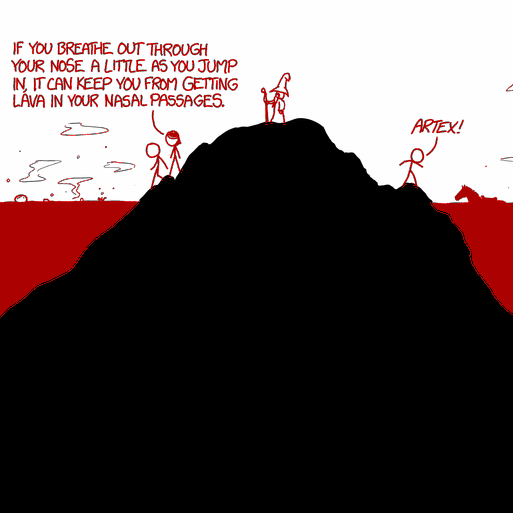 IF YOU BREATHE OUT THROUGH
YOUR NOSE A LITTLE AS YOU JUMP
IN, IT CAN KEEP YOU FROM GETTING
LAVA IN YOUR NASAL PASSAGES.
ARTEX!